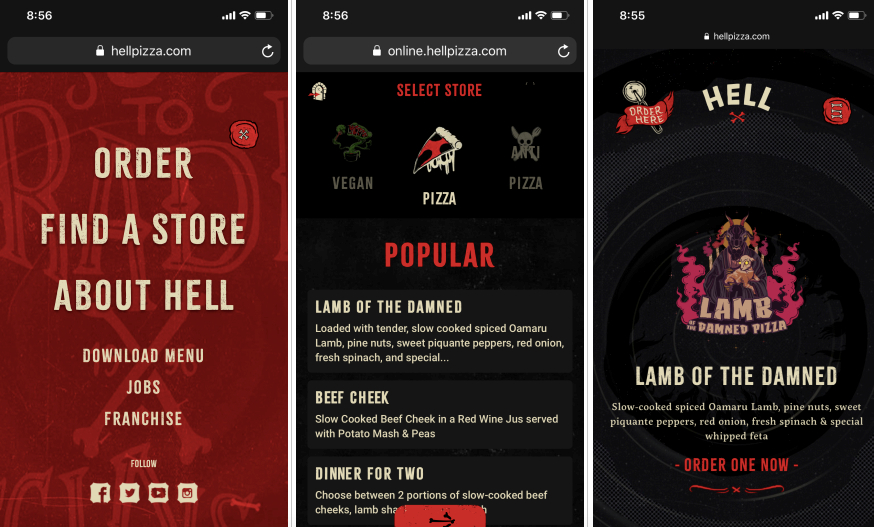 8:56
hellpizza.com
ORDER
FIND A STORE
ABOUT HELL
DOWNLOAD MENU
JOBS
FRANCHISE
FOLLOW
8:56
online.hellpizza.com
SELECT STORE
VEGAN
PIZZA
ANTI
PIZZA
POPULAR
LAMB OF THE DAMNED
Loaded with tender, slow cooked spiced Oamaru
Lamb, pine nuts, sweet piquante peppers, red onion,
fresh spinach, and special...
BEEF CHEEK
Slow Cooked Beef Cheek in a Red Wine Jus served
with Potato Mash & Peas
DINNER FOR TWO
Choose between 2 portions of slow-cooked beef
cheeks, lamb
8:55
hellpizza.com
ORDER
HERE
HELL
LAMB
OF THE DAMNED PIZZA
LAMB OF THE DAMNED
Slow-cooked spiced Oamaru Lamb, pine nuts, sweet
piquante peppers, red onion, fresh spinach & special
whipped feta
- ORDER ONE NOW -